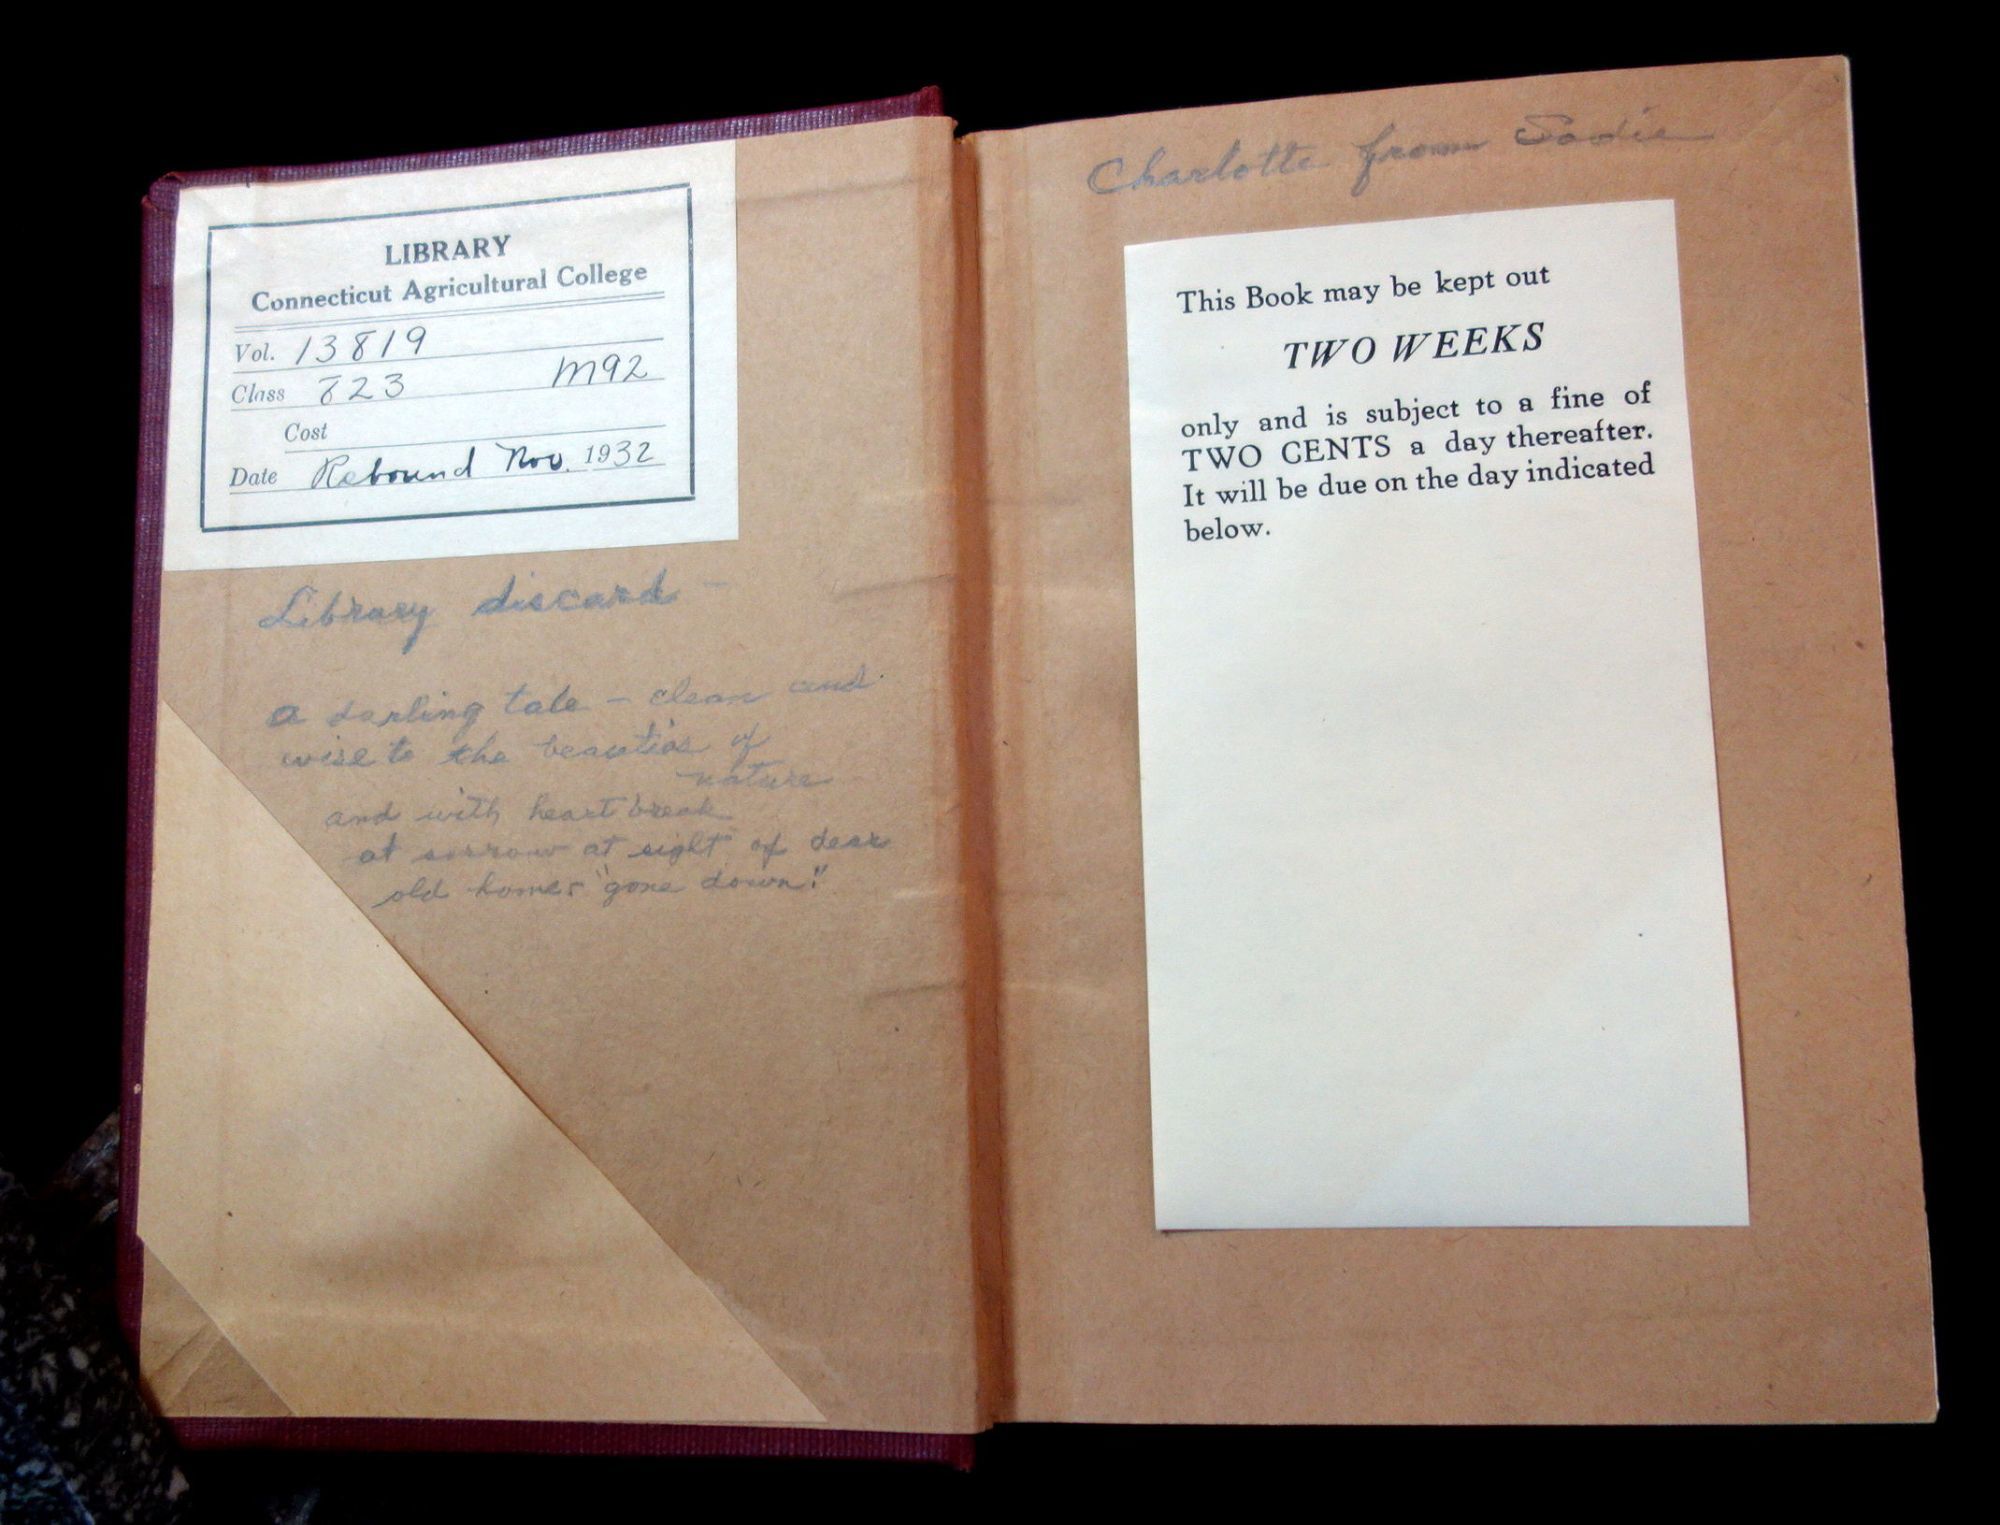 LIBRARY
Connecticut Agricultural College
Vol. 13819
Class 823 M92
Cost
Date Rebound Nov. 1932
Library discard –
a darling tale – clean and
wise to the beauties of
nature
and with heart break
at sorrow at sight of dear
old homes "gone down!"
Charlotte from Sadie
This Book may be kept out
TWO WEEKS
only and is subject to a fine of
TWO CENTS a day thereafter.
It will be due on the day indicated
below.